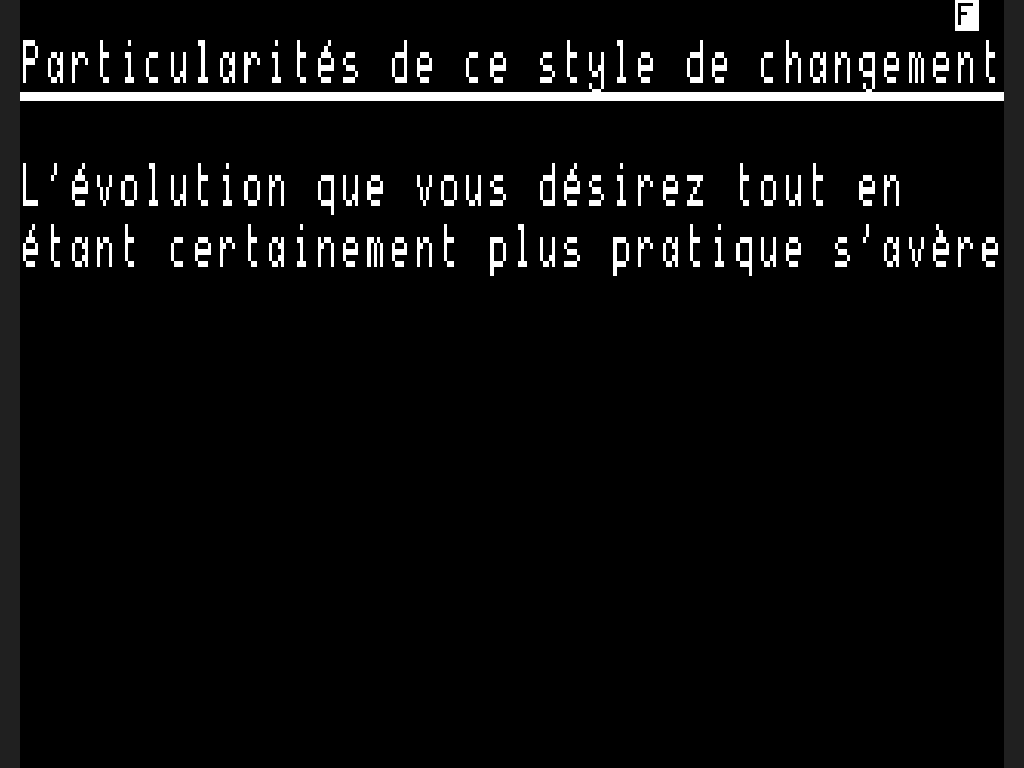 F
Particularités de ce style de changement
L'évolution que vous désirez tout en
étant certainement plus pratique s'avère